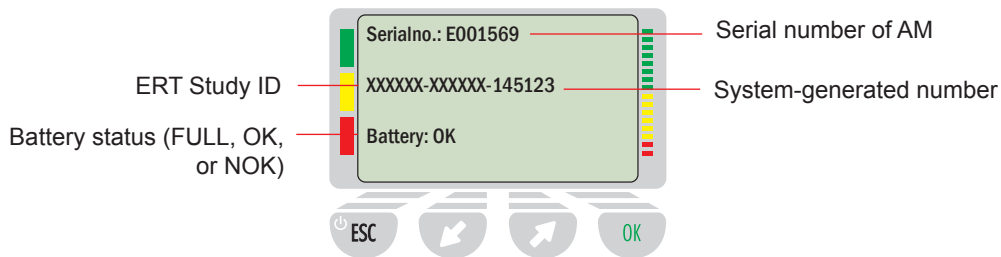 Serialno.: E001569
Serial number of AM
ERT Study ID
XXXXXX-XXXXXX-145123
System-generated number
Battery status (FULL, OK,
or NOK)
Battery: OK
ESC
OK